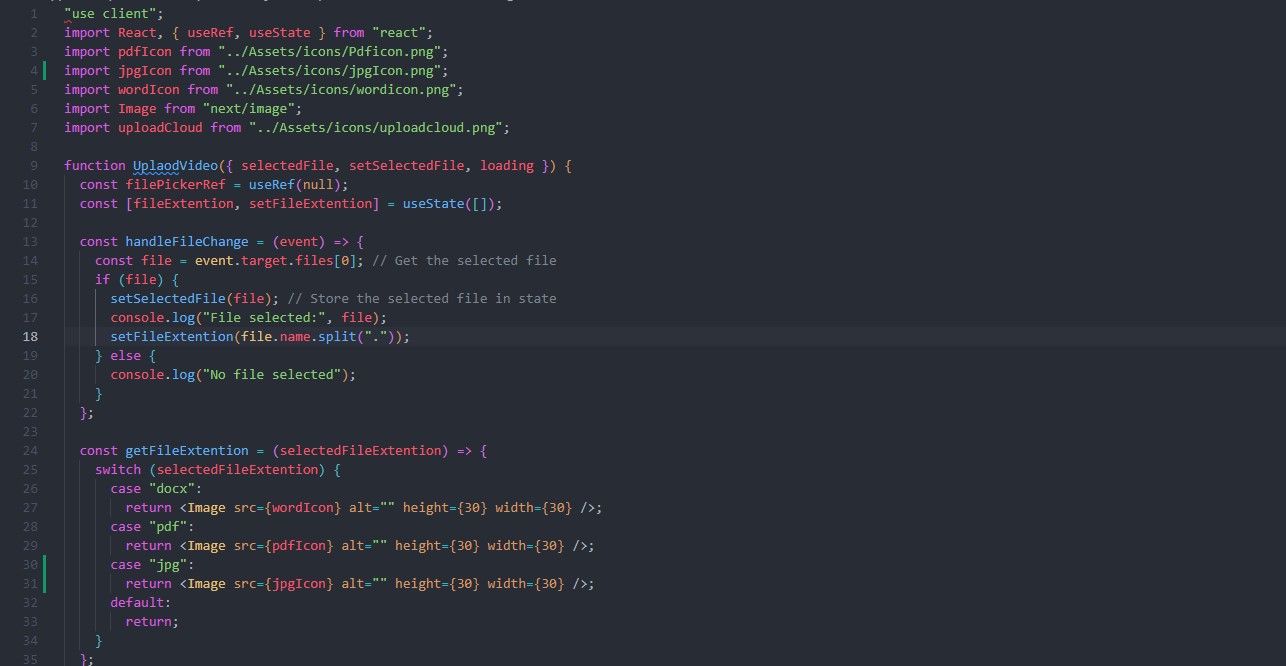 1 "use client";
2 import React, { useRef, useState } from "react";
3 import pdfIcon from "../Assets/icons/Pdficon.png";
4 import jpgIcon from "../Assets/icons/jpgIcon.png";
5 import wordIcon from "../Assets/icons/wordicon.png";
6 import Image from "next/image";
7 import uploadCloud from "../Assets/icons/uploadcloud.png";
8
9 function UplaodVideo({ selectedFile, setSelectedFile, loading }) {
10   const filePickerRef = useRef(null);
11   const [fileExtention, setFileExtention] = useState([]);
12
13   const handleFileChange = (event) => {
14     const file = event.target.files[0]; // Get the selected file
15     if (file) {
16       setSelectedFile(file); // Store the selected file in state
17       console.log("File selected:", file);
18       setFileExtention(file.name.split("."));
19     } else {
20       console.log("No file selected");
21     }
22   };
23
24   const getFileExtention = (selectedFileExtention) => {
25     switch (selectedFileExtention) {
26       case "docx":
27         return <Image src={wordIcon} alt="" height={30} width={30} />;
28       case "pdf":
29         return <Image src={pdfIcon} alt="" height={30} width={30} />;
30       case "jpg":
31         return <Image src={jpgIcon} alt="" height={30} width={30} />;
32       default:
33         return;
34     }
35   };